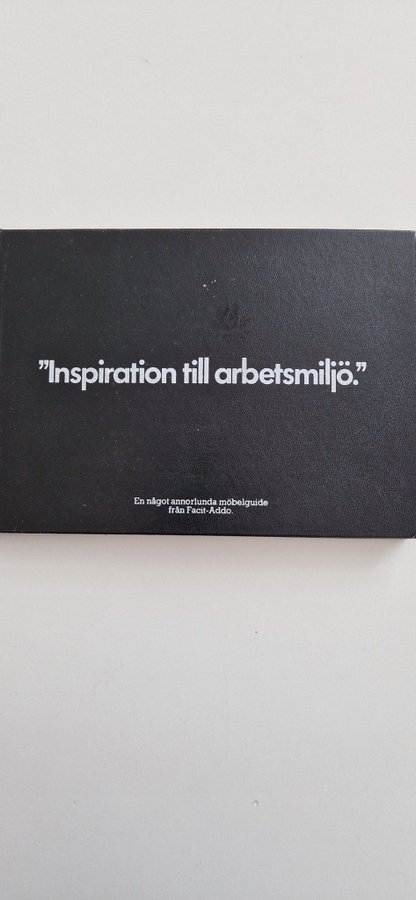 ”Inspiration till arbetsmiljö.”
En något annorlunda möbelguide
från Facit-Addo.